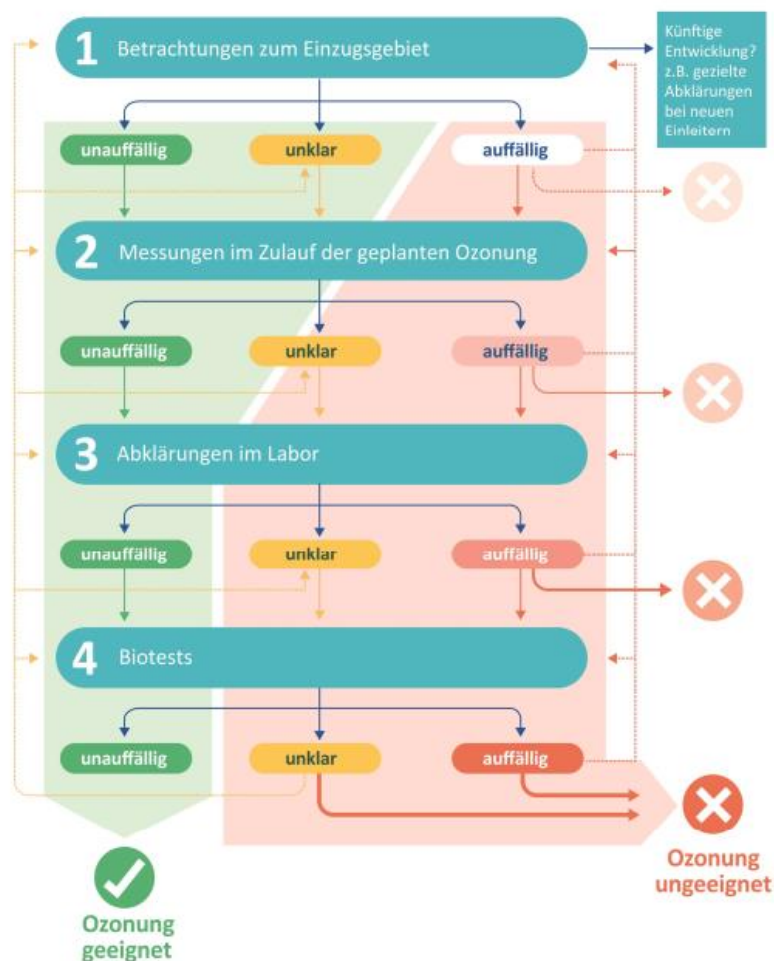 1 Betrachtungen zum Einzugsgebiet
Künftige
Entwicklung?
z.B. gezielte
Abklärungen
bei neuen
Einleitern
unauffällig
unklar
auffällig
2 Messungen im Zulauf der geplanten Ozonung
unauffällig
unklar
auffällig
3 Abklärungen im Labor
unauffällig
unklar
auffällig
4 Biotests
unauffällig
unklar
auffällig
Ozonung
geeignet
Ozonung
ungeeignet